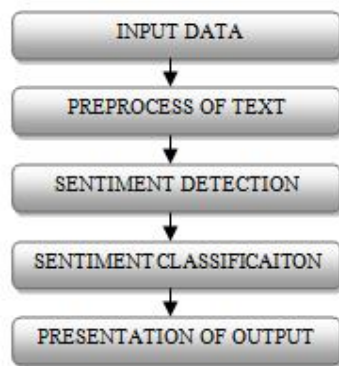 INPUT DATA
PREPROCESS OF TEXT
SENTIMENT DETECTION
SENTIMENT CLASSIFICAITON
PRESENTATION OF OUTPUT